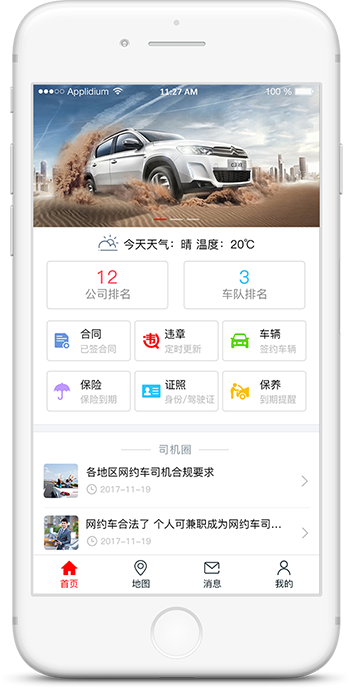 Applidium 11:27 AM 100 %
今天天气：晴 温度：20℃
12 3
公司排名 车队排名
合同 违章 车辆
已签合同 定时更新 签约车辆
保险 证照 保养
保险到期 身份/驾驶证 到期提醒
司机圈
各地区网约车司机合规要求
2017-11-19
网约车合法了 个人可兼职成为网约车司...
2017-11-19
首页 地图 消息 我的